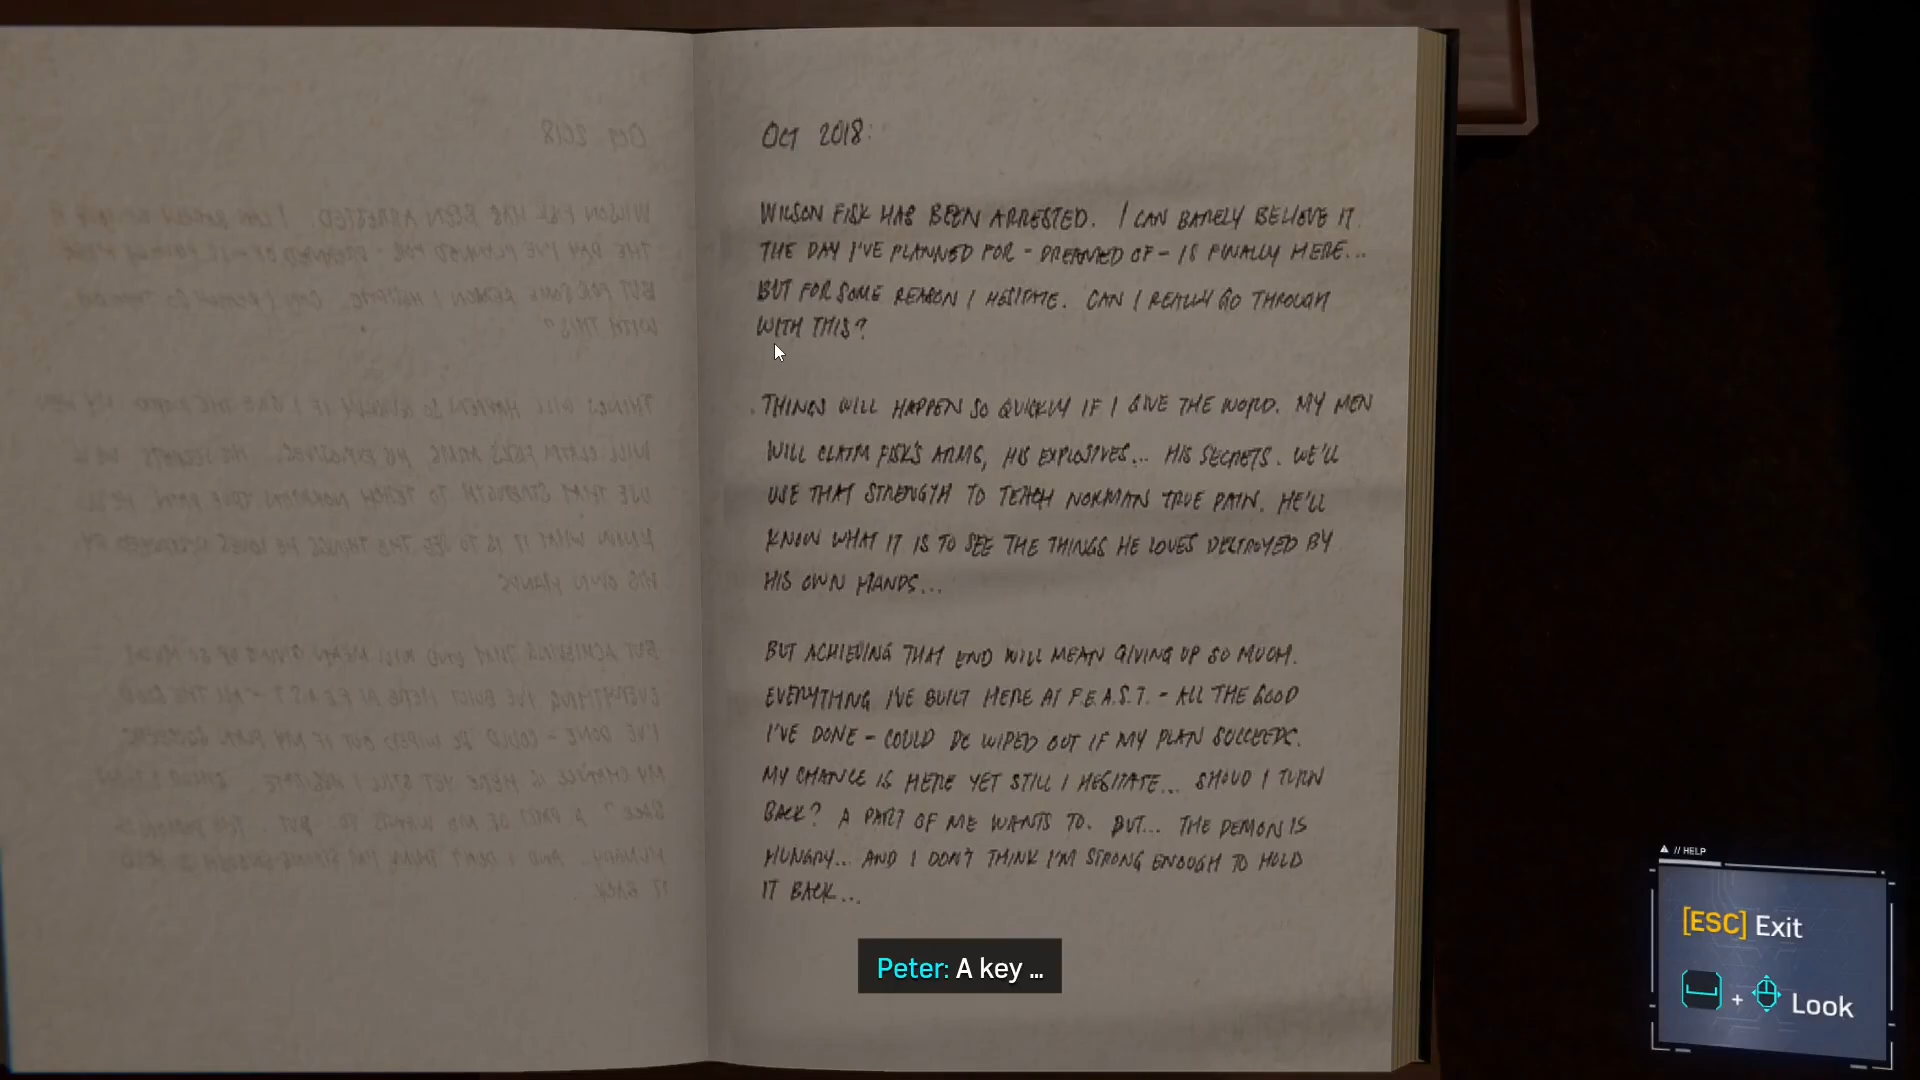 OCT 2018:
WILSON FISK HAS BEEN ARRESTED. I CAN BARELY BELIEVE IT.
THE DAY I'VE PLANNED FOR - DREAMED OF - IS FINALLY HERE...
BUT FOR SOME REASON I HESITATE. CAN I REALLY GO THROUGH
WITH THIS?
THINGS WILL HAPPEN SO QUICKLY IF I GIVE THE WORD. MY MEN
WILL CLAIM FISK'S ARMS, HIS EXPLOSIVES... HIS SECRETS. WE'LL
USE THAT STRENGTH TO TEACH NORMAN TRUE PAIN. HE'LL
KNOW WHAT IT IS TO SEE THE THINGS HE LOVES DESTROYED BY
HIS OWN HANDS...
BUT ACHIEVING THAT END WILL MEAN GIVING UP SO MUCH.
EVERYTHING I'VE BUILT HERE AT F.E.A.S.T. - ALL THE GOOD
I'VE DONE - COULD BE WIPED OUT IF MY PLAN SUCCEEDS.
MY CHANCE IS HERE YET STILL I HESITATE... SHOUD I TURN
BACK? A PART OF ME WANTS TO. BUT... THE DEMON IS
HUNGRY... AND I DON'T THINK I'M STRONG ENOUGH TO HOLD
IT BACK...
Peter: A key ...
// HELP
[ESC] Exit
+ Look